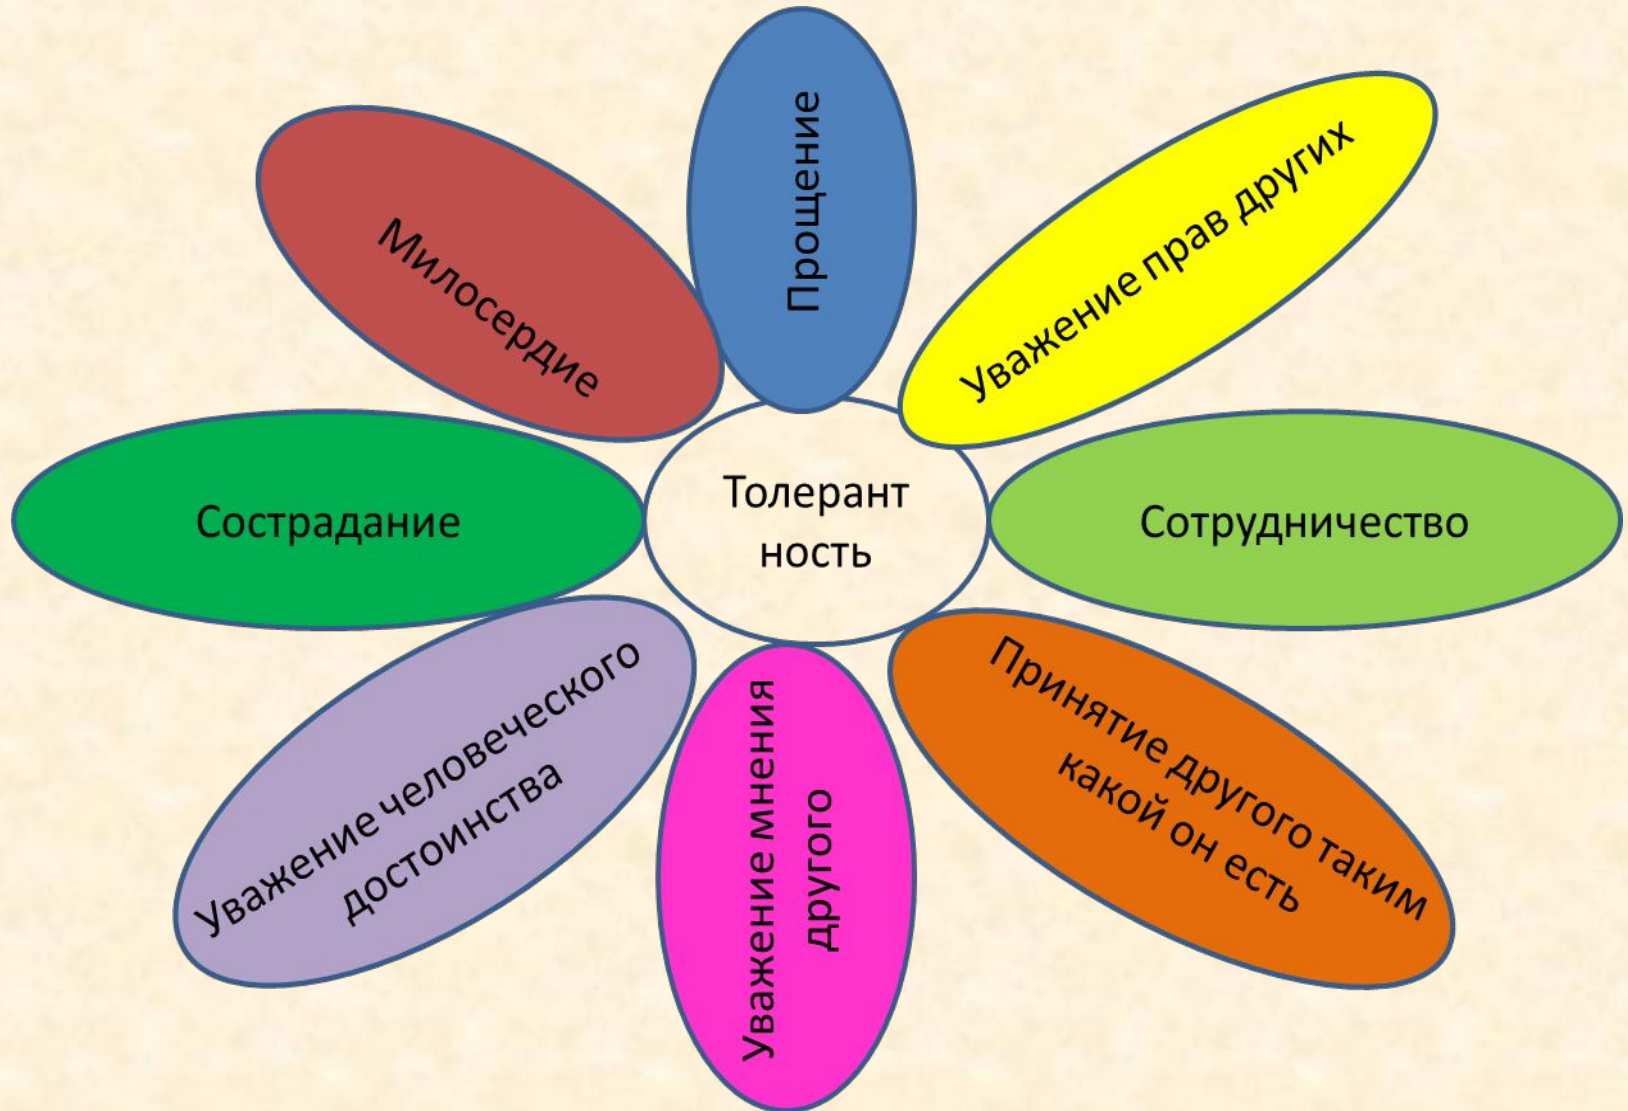 Прощение
Уважение прав других
Милосердие
Толерант
ность
Сострадание
Сотрудничество
Уважение человеческого
достоинства
Уважение мнения
другого
Принятие другого таким
какой он есть